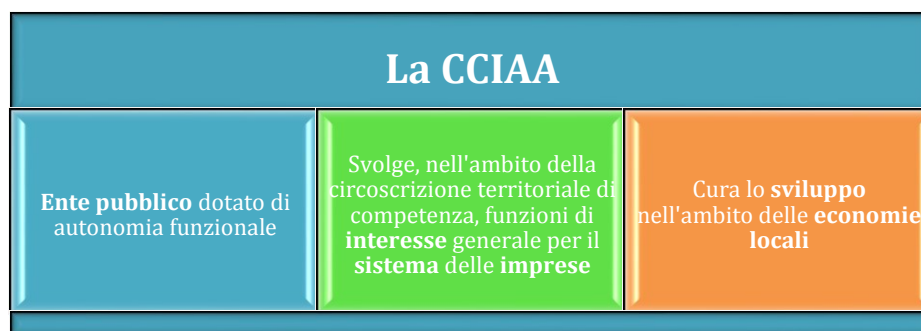 La CCIAA
Ente pubblico dotato di
autonomia funzionale
Svolge, nell'ambito della
circoscrizione territoriale di
competenza, funzioni di
interesse generale per il
sistema delle imprese
Cura lo sviluppo
nell'ambito delle economie
locali